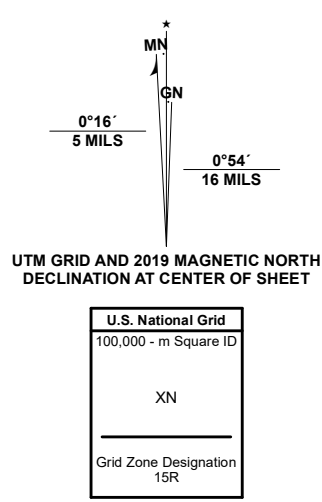 MN
GN
0°16´
5 MILS
0°54´
16 MILS
UTM GRID AND 2019 MAGNETIC NORTH
DECLINATION AT CENTER OF SHEET
U.S. National Grid
100,000 - m Square ID
XN
Grid Zone Designation
15R